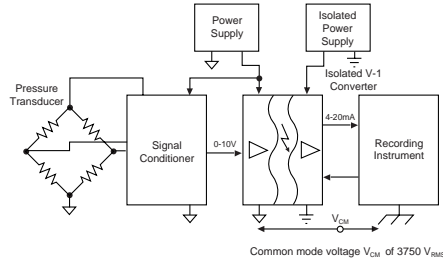 Power
Supply
Isolated
Power
Supply
Isolated V-1
Converter
Pressure
Transducer
Signal
Conditioner
0-10V
4-20mA
Recording
Instrument
VCM
Common mode voltage VCM of 3750 VRMS